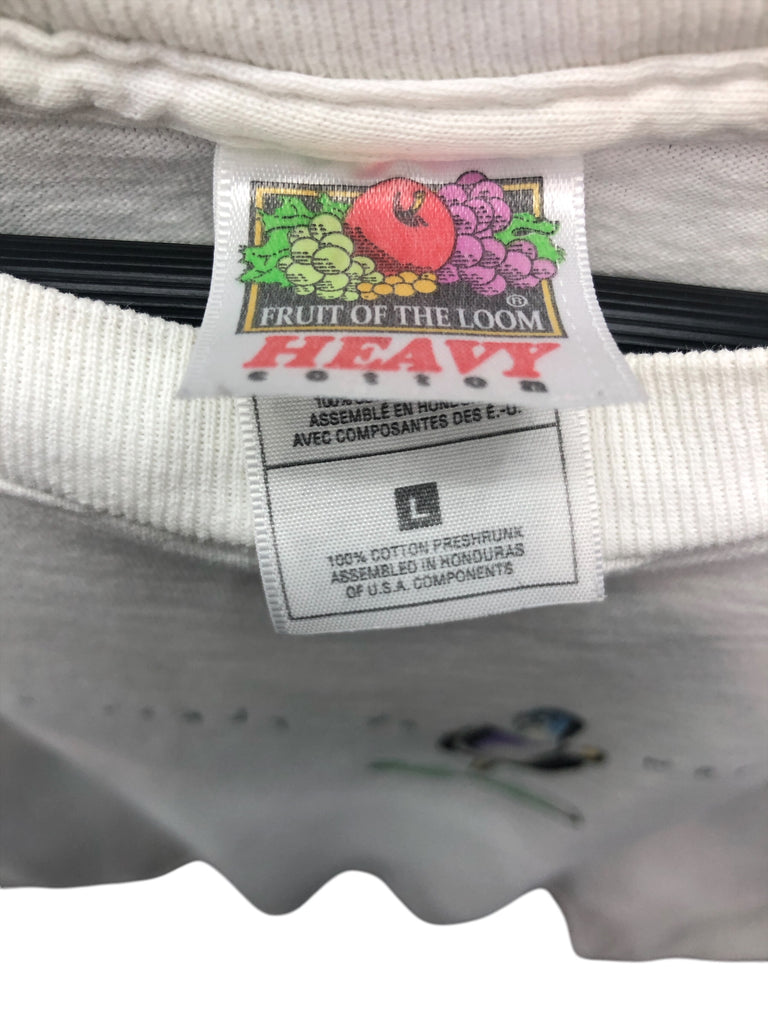 FRUIT OF THE LOOM ®
HEAVY
cotton
ASSEMBLÉ EN
AVEC COMPOSANTES DES É.-U.
L
100% COTTON PRESHRUNK
ASSEMBLED IN HONDURAS
OF U.S.A. COMPONENTS